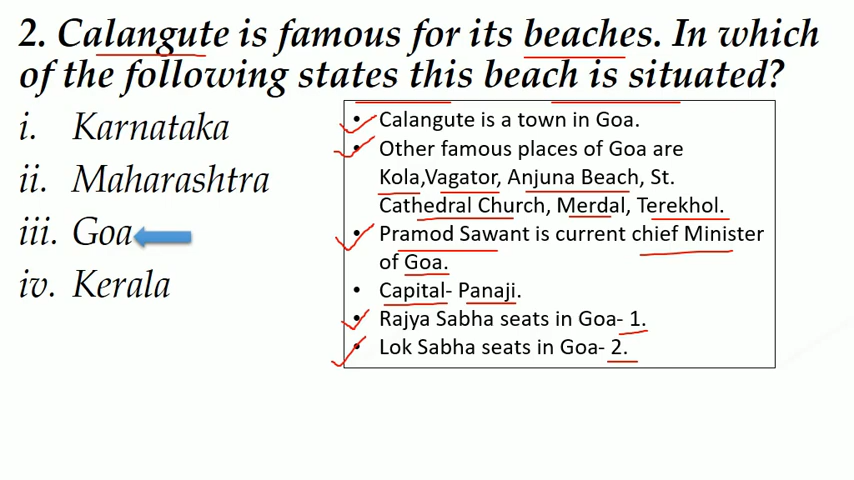 2. Calangute is famous for its beaches. In which
of the following states this beach is situated?
i. Karnataka
ii. Maharashtra
iii. Goa
iv. Kerala
• Calangute is a town in Goa.
• Other famous places of Goa are
Kola,Vagator, Anjuna Beach, St.
Cathedral Church, Merdal, Terekhol.
• Pramod Sawant is current chief Minister
of Goa.
• Capital- Panaji.
• Rajya Sabha seats in Goa- 1.
• Lok Sabha seats in Goa- 2.